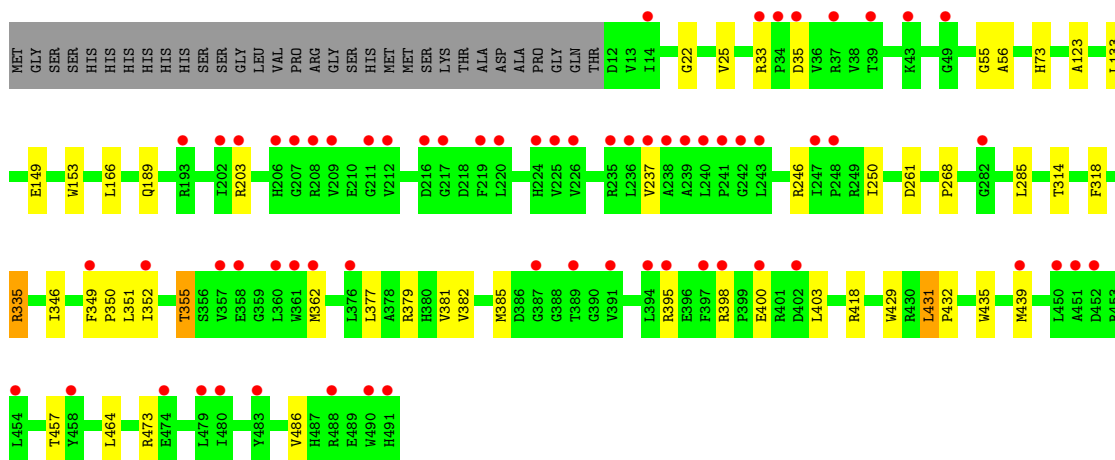 MET GLY SER SER HIS HIS HIS HIS HIS HIS SER SER GLY LEU VAL PRO ARG GLY SER HIS MET MET SER LYS THR ALA ASP ALA PRO GLY GLN THR D12 V13 I14 G22 V25 R33 P34 D35 V36 R37 V38 T39 K43 G49 G55 A56 H73 A123 L133
E149 W153 L166 Q189 R193 I202 R203 H206 G207 R208 V209 E210 G211 V212 D216 G217 D218 F219 L220 H224 V225 V226 R235 L236 V237 A238 A239 L240 P241 G242 L243 R246 I247 P248 R249 I250 D261 P268 G282 L285 T314 F318
R335 I346 F349 P350 L351 I352 T355 S356 V357 E358 G359 L360 W361 M362 L376 L377 A378 R379 H380 V381 V382 M385 D386 G387 G388 T389 G390 V391 L394 R395 E396 F397 R398 P399 E400 R401 D402 L403 R418 W429 R430 L431 P432 W435 M439 L450 A451 D452 R453
L454 T457 Y458 L464 R473 E474 L479 I480 Y483 V486 H487 R488 E489 W490 H491